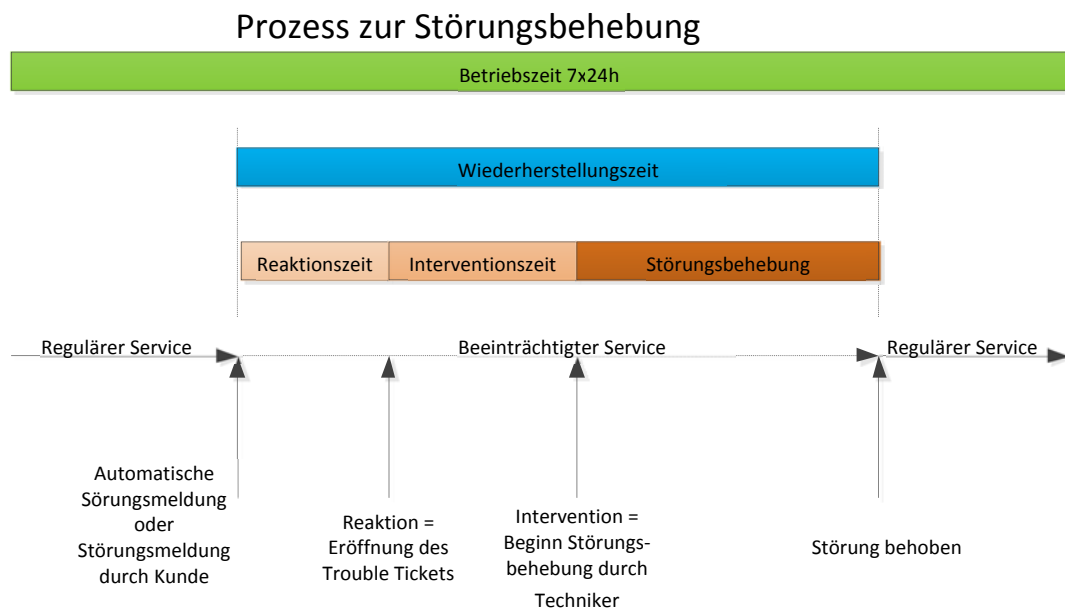 Prozess zur Störungsbehebung
Betriebszeit 7x24h
Wiederherstellungszeit
Reaktionszeit
Interventionszeit
Störungsbehebung
Regulärer Service
Beeinträchtigter Service
Regulärer Service
Automatische
Sörungsmeldung
oder
Störungsmeldung
durch Kunde
Reaktion =
Eröffnung des
Trouble Tickets
Intervention =
Beginn Störungs-
behebung durch
Techniker
Störung behoben